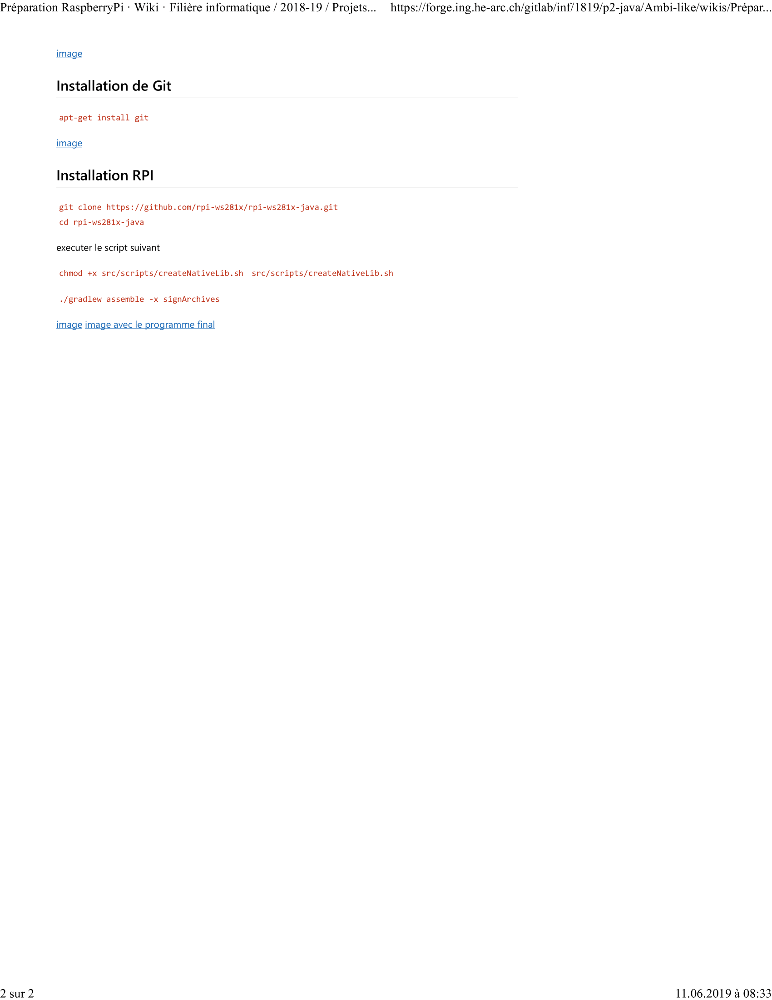 Préparation RaspberryPi · Wiki · Filière informatique / 2018-19 / Projets... https://forge.ing.he-arc.ch/gitlab/inf/1819/p2-java/Ambi-like/wikis/Prépar...
image
Installation de Git
apt-get install git
image
Installation RPI
git clone https://github.com/rpi-ws281x/rpi-ws281x-java.git
cd rpi-ws281x-java
executer le script suivant
chmod +x src/scripts/createNativeLib.sh src/scripts/createNativeLib.sh
./gradlew assemble -x signArchives
image image avec le programme final
2 sur 2 11.06.2019 à 08:33